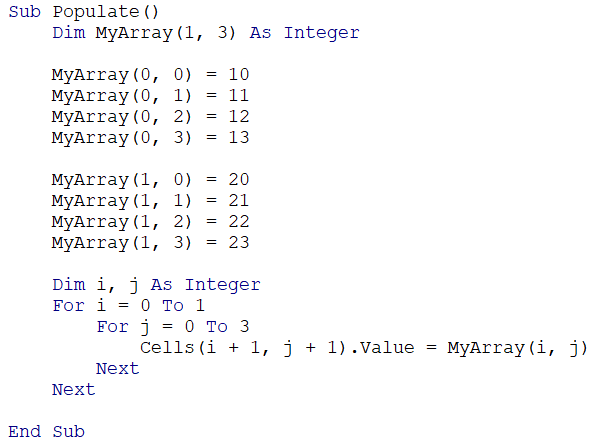 Sub Populate()
    Dim MyArray(1, 3) As Integer

    MyArray(0, 0) = 10
    MyArray(0, 1) = 11
    MyArray(0, 2) = 12
    MyArray(0, 3) = 13

    MyArray(1, 0) = 20
    MyArray(1, 1) = 21
    MyArray(1, 2) = 22
    MyArray(1, 3) = 23

    Dim i, j As Integer
    For i = 0 To 1
        For j = 0 To 3
            Cells(i + 1, j + 1).Value = MyArray(i, j)
        Next
    Next

End Sub